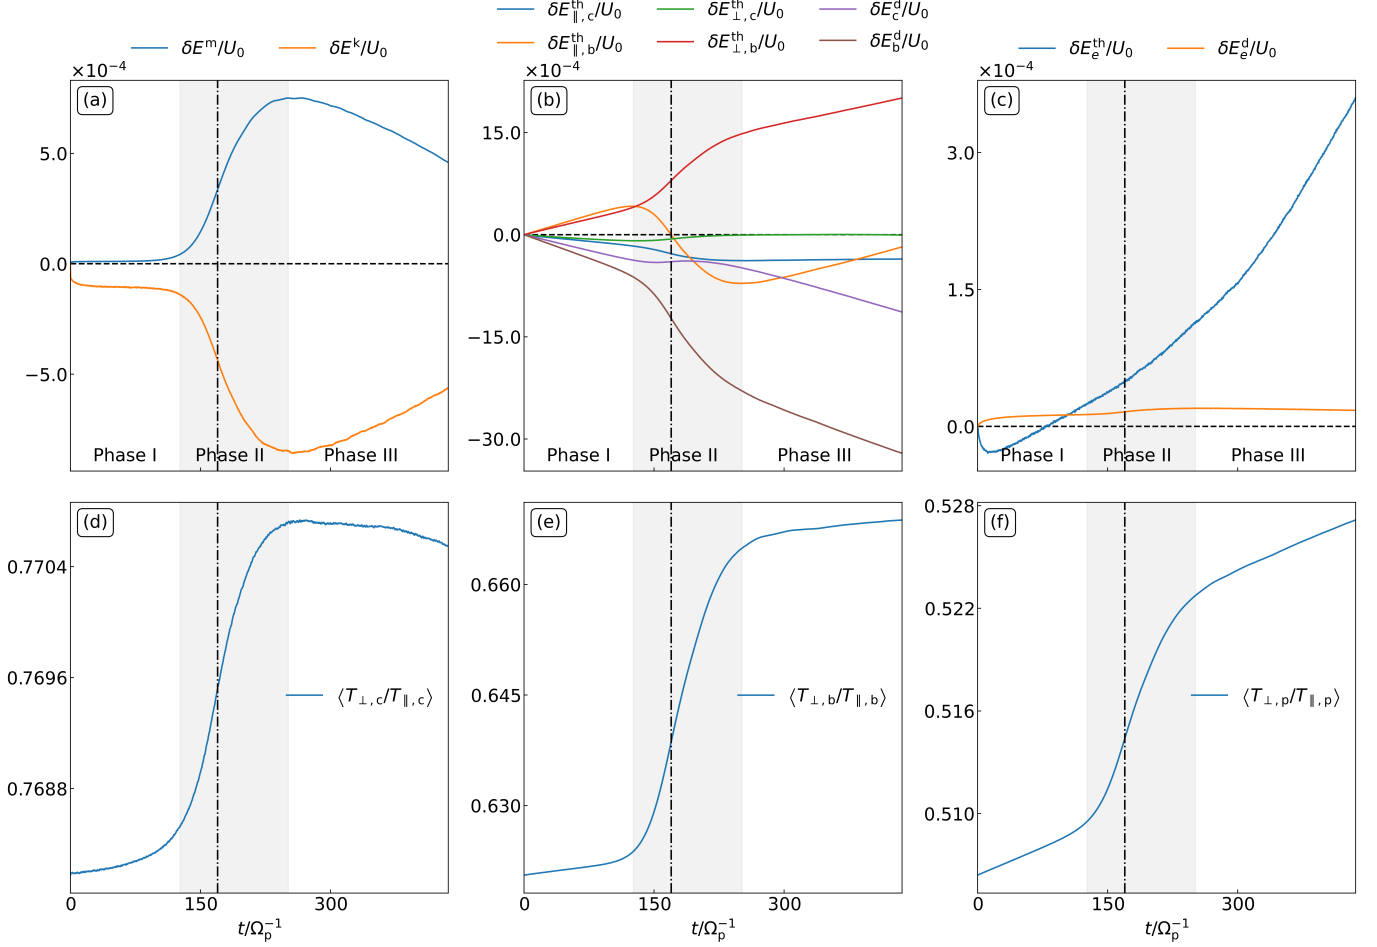 δE^m/U_0 δE^k/U_0
δE^th_∥,c/U_0 δE^th_⊥,c/U_0 δE^d_c/U_0
δE^th_∥,b/U_0 δE^th_⊥,b/U_0 δE^d_b/U_0
δE^th_e/U_0 δE^d_e/U_0
×10^−4
(a)
5.0
0.0
−5.0
Phase I Phase II Phase III
×10^−4
(b)
15.0
0.0
−15.0
−30.0
Phase I Phase II Phase III
×10^−4
(c)
3.0
1.5
0.0
Phase I Phase II Phase III
(d)
0.7704
0.7696
0.7688
⟨T_⊥,c/T_∥,c⟩
0 150 300
t/Ω_p^−1
(e)
0.660
0.645
0.630
⟨T_⊥,b/T_∥,b⟩
0 150 300
t/Ω_p^−1
(f)
0.528
0.522
0.516
0.510
⟨T_⊥,p/T_∥,p⟩
0 150 300
t/Ω_p^−1